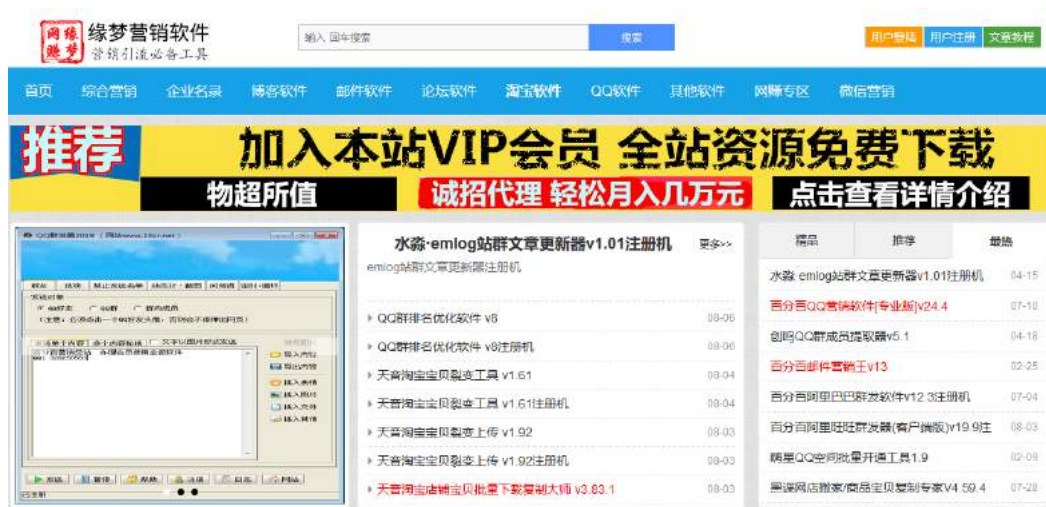 网缘
赚梦
缘梦营销软件
营销引流必备工具
输入 回车搜索
搜索
用户登陆 用户注册 文章教程
首页 综合营销 企业名录 博客软件 邮件软件 论坛软件 淘宝软件 QQ软件 其他软件 网赚专区 微信营销
推荐
加入本站VIP会员 全站资源免费下载
物超所值 诚招代理 轻松月入几万元 点击查看详情介绍
水淼·emlog站群文章更新器v1.01注册机 更多>>
emlog站群文章更新器注册机
QQ群排名优化软件 v8 08-06
QQ群排名优化软件 v8注册机 08-06
天音淘宝宝贝裂变工具 v1.61 08-04
天音淘宝宝贝裂变工具 v1.61注册机 08-04
天音淘宝宝贝裂变上传 v1.92 08-03
天音淘宝宝贝裂变上传 v1.92注册机 08-03
天音淘宝店铺宝贝批量下载复制大师 v3.83.1 08-03
精品 推荐 最热
水淼 emlog站群文章更新器v1.01注册机 04-15
百分百QQ营销软件[专业版]v24.4 07-18
创鸣QQ群成员提取器v5.1 04-18
百分百邮件营销王v13 02-25
百分百阿里巴巴群发软件v12.3注册机 07-04
百分百阿里旺旺群发器(客户端版)v19.9注 08-03
晴星QQ空间批量开通工具1.9 02-09
黑谍网店搬家/商品宝贝复制专家V4.59.4 07-28